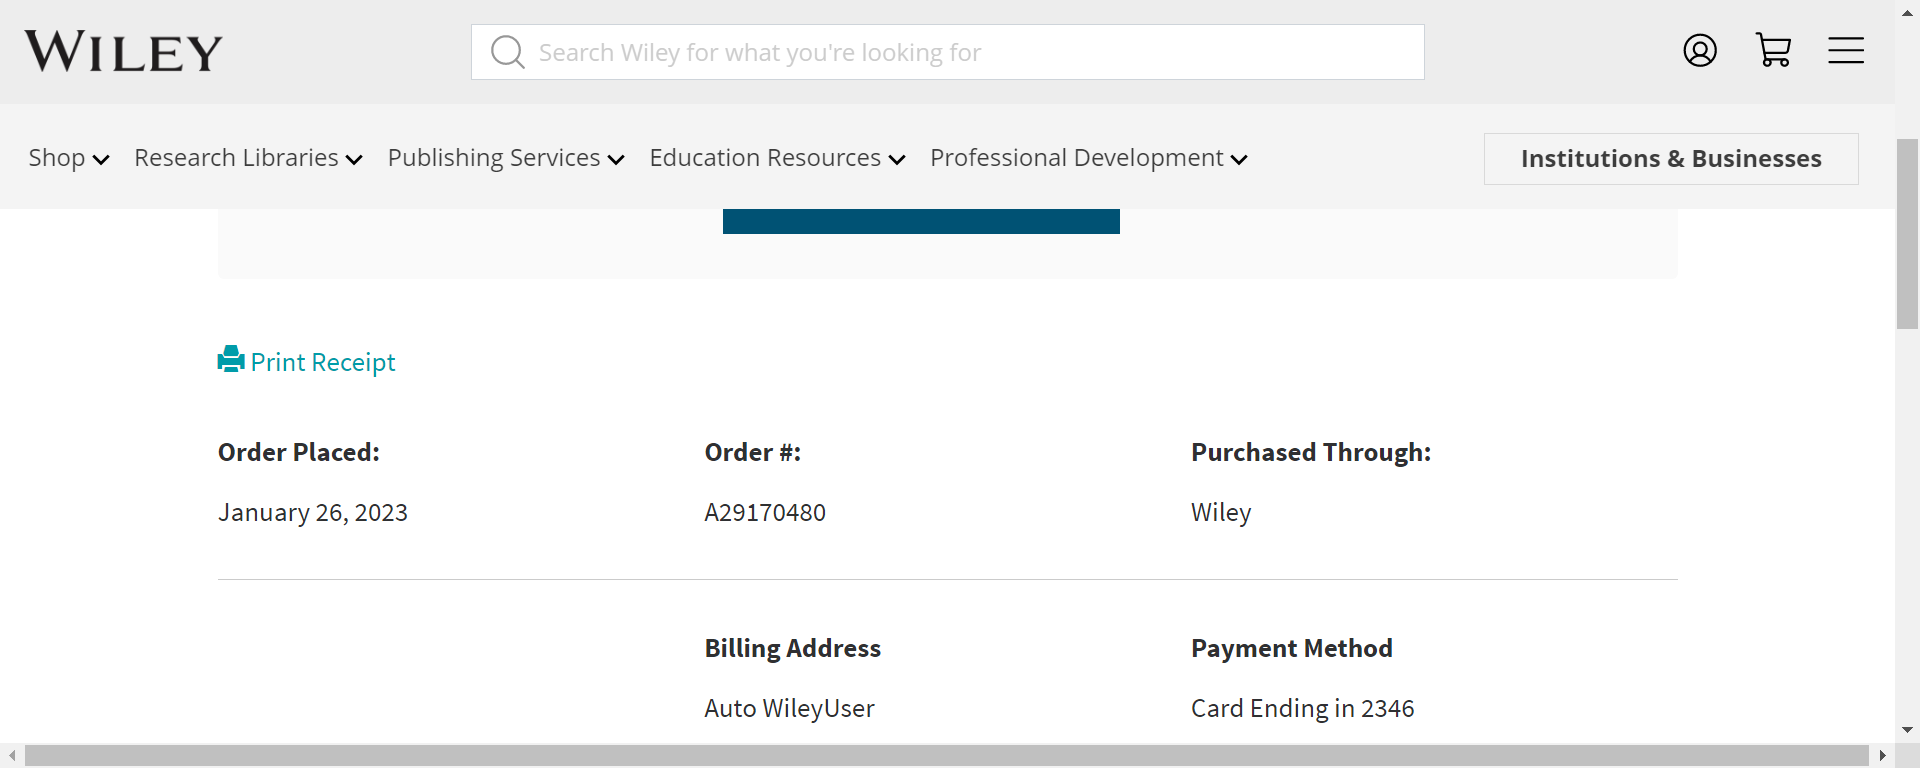 WILEY
Search Wiley for what you're looking for
Shop Research Libraries Publishing Services Education Resources Professional Development Institutions & Businesses
Print Receipt
Order Placed: Order #: Purchased Through:
January 26, 2023 A29170480 Wiley
Billing Address Payment Method
Auto WileyUser Card Ending in 2346